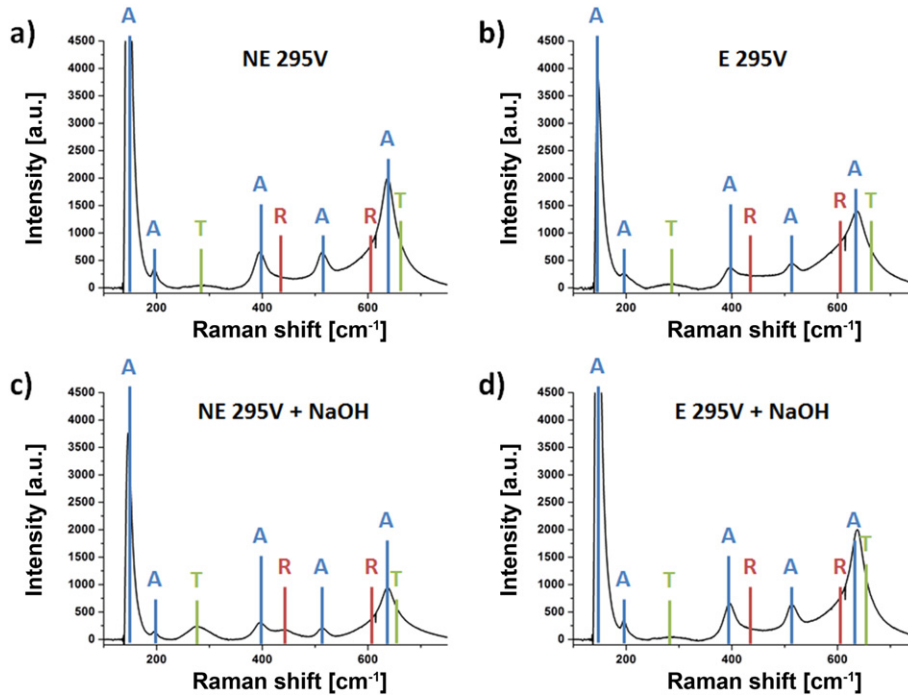 a)
NE 295V
Intensity [a.u.]
4500
4000
3500
3000
2500
2000
1500
1000
500
0
A
A
T
A
R
A
R
A
T
200
400
600
Raman shift [cm⁻¹]
b)
E 295V
Intensity [a.u.]
4500
4000
3500
3000
2500
2000
1500
1000
500
0
A
A
T
A
R
A
R
A
T
200
400
600
Raman shift [cm⁻¹]
c)
NE 295V + NaOH
Intensity [a.u.]
4500
4000
3500
3000
2500
2000
1500
1000
500
0
A
A
T
A
R
A
R
A
T
200
400
600
Raman shift [cm⁻¹]
d)
E 295V + NaOH
Intensity [a.u.]
4500
4000
3500
3000
2500
2000
1500
1000
500
0
A
A
T
A
R
A
R
A
T
200
400
600
Raman shift [cm⁻¹]